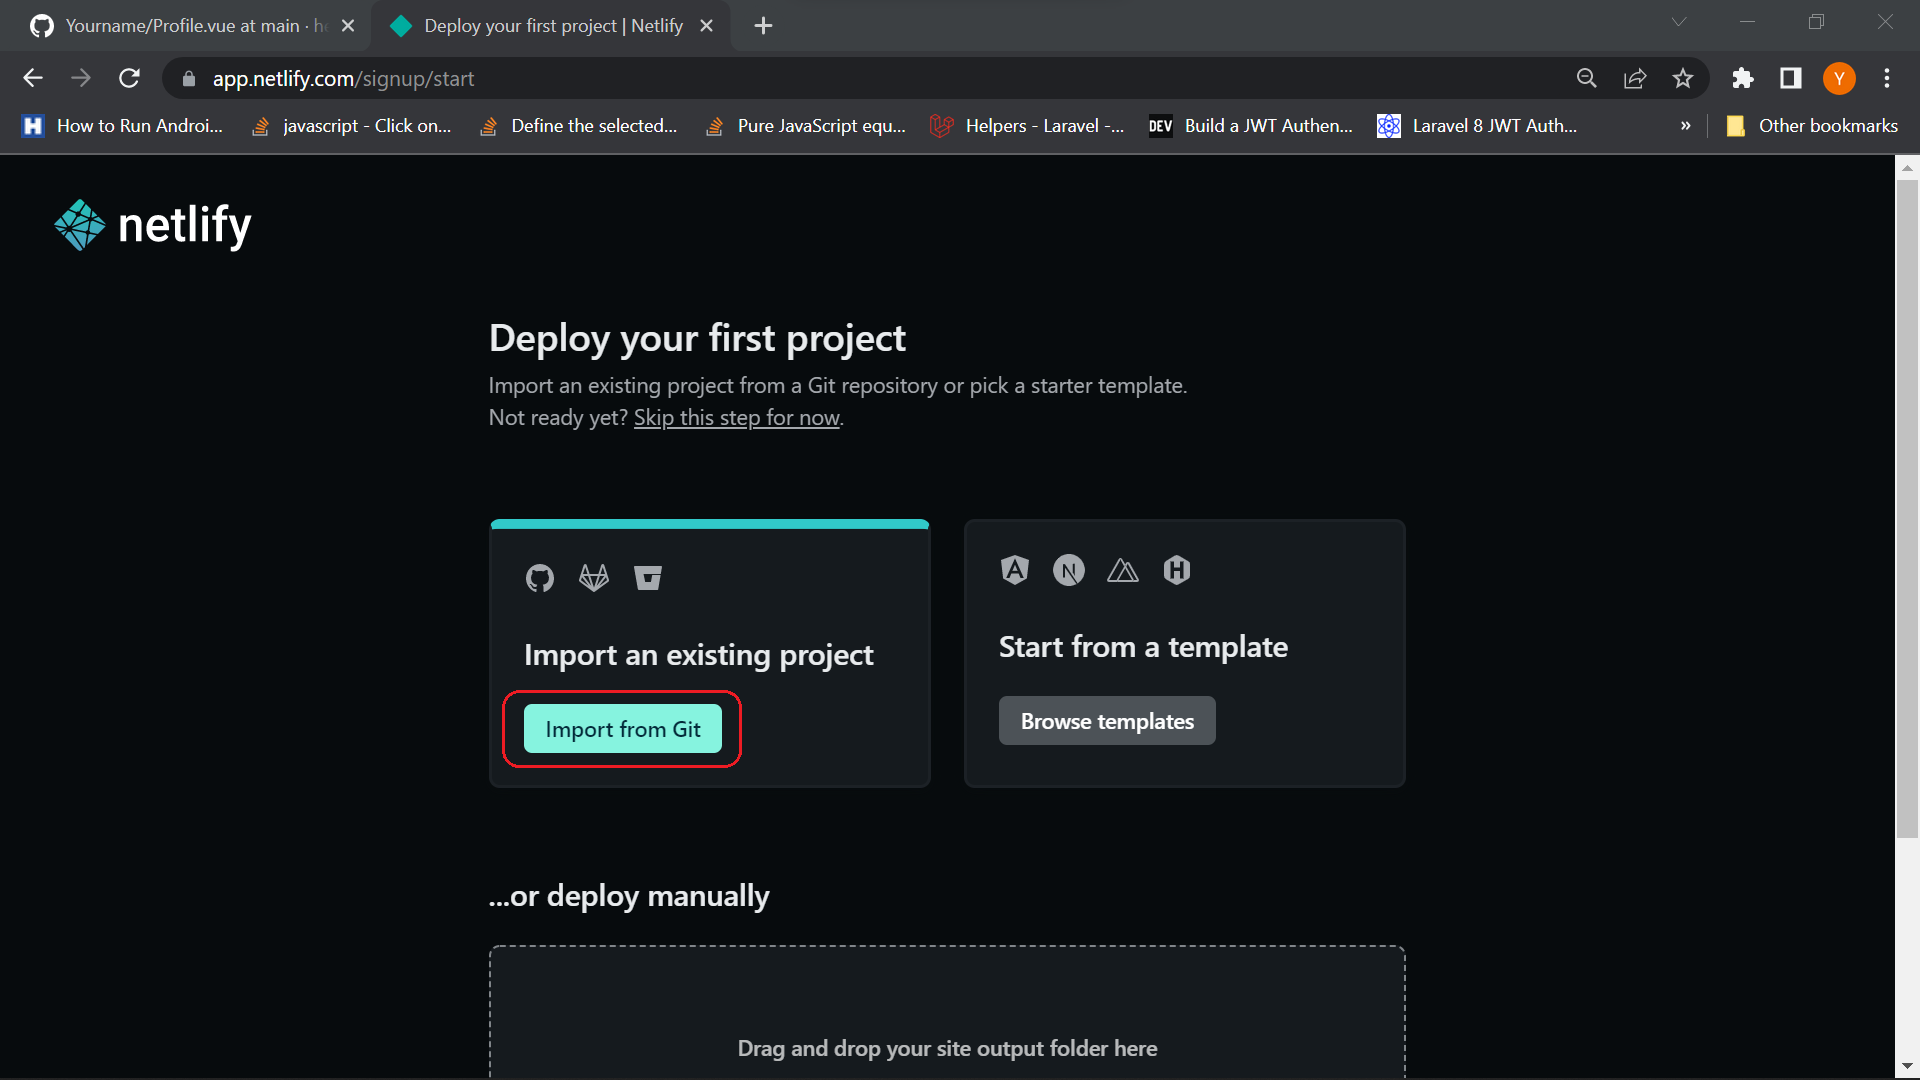 Yourname/Profile.vue at main · h
Deploy your first project | Netlify
app.netlify.com/signup/start
Y
H How to Run Androi...
javascript - Click on...
Define the selected...
Pure JavaScript equ...
Helpers - Laravel -...
DEV Build a JWT Authen...
Laravel 8 JWT Auth...
»
Other bookmarks
netlify
Deploy your first project
Import an existing project from a Git repository or pick a starter template.
Not ready yet? Skip this step for now.
Import an existing project
Import from Git
Start from a template
Browse templates
...or deploy manually
Drag and drop your site output folder here